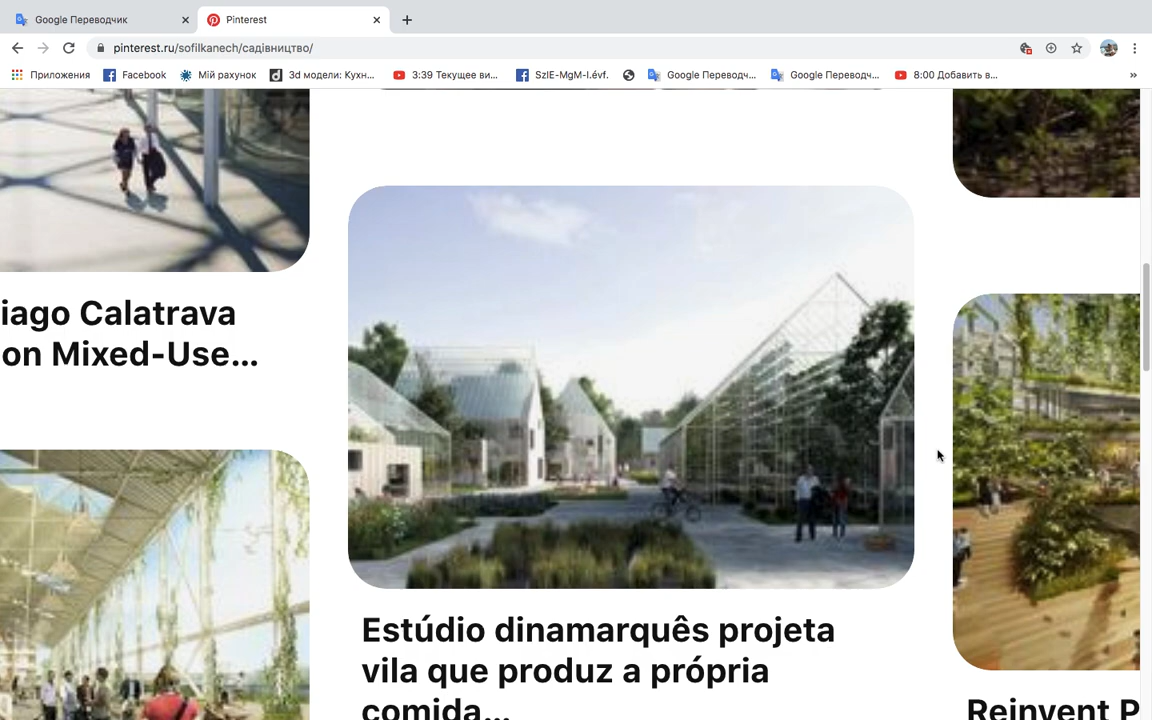 Google Переводчик
Pinterest
pinterest.ru/sofilkanech/садівництво/
Приложения
Facebook
Мій рахунок
3d модели: Кухн...
3:39 Текущее ви...
SzIE-MgM-I.évf.
Google Переводч...
Google Переводч...
8:00 Добавить в...
»
iago Calatrava
on Mixed-Use...
Estúdio dinamarquês projeta
vila que produz a própria
comida...
Reinvent P